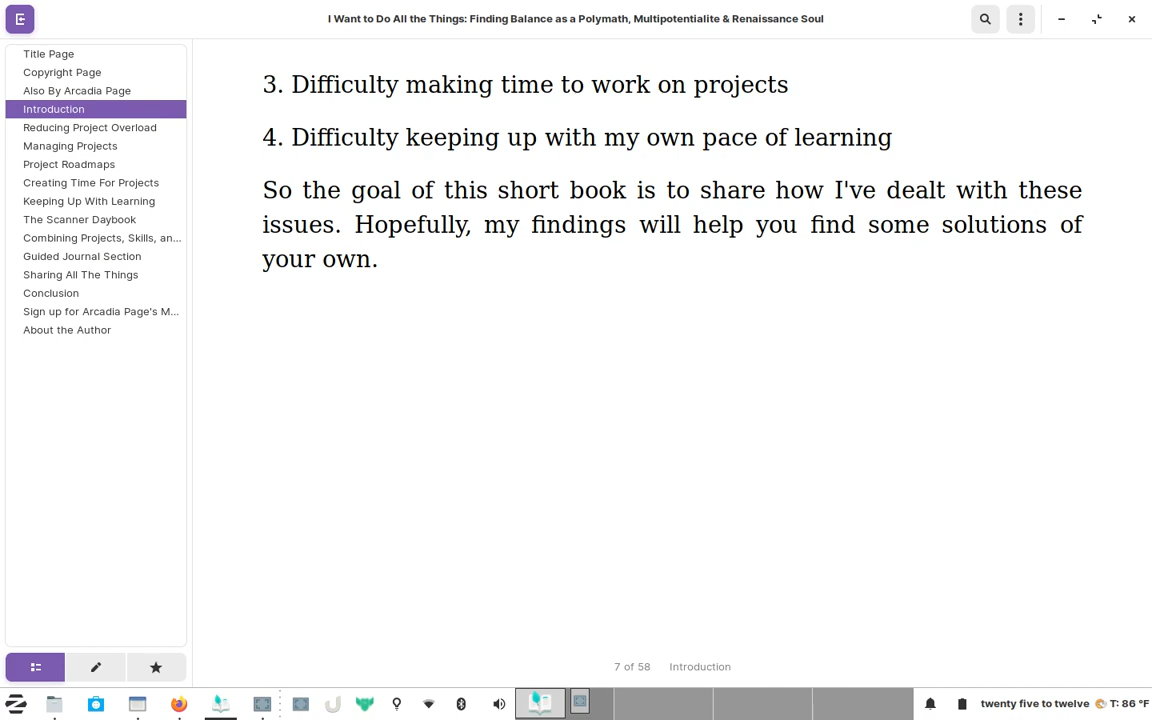 I Want to Do All the Things: Finding Balance as a Polymath, Multipotentialite & Renaissance Soul
Title Page
Copyright Page
Also By Arcadia Page
Introduction
Reducing Project Overload
Managing Projects
Project Roadmaps
Creating Time For Projects
Keeping Up With Learning
The Scanner Daybook
Combining Projects, Skills, an...
Guided Journal Section
Sharing All The Things
Conclusion
Sign up for Arcadia Page's M...
About the Author
3. Difficulty making time to work on projects
4. Difficulty keeping up with my own pace of learning
So the goal of this short book is to share how I've dealt with these
issues. Hopefully, my findings will help you find some solutions of
your own.
7 of 58 Introduction
twenty five to twelve T: 86 °F